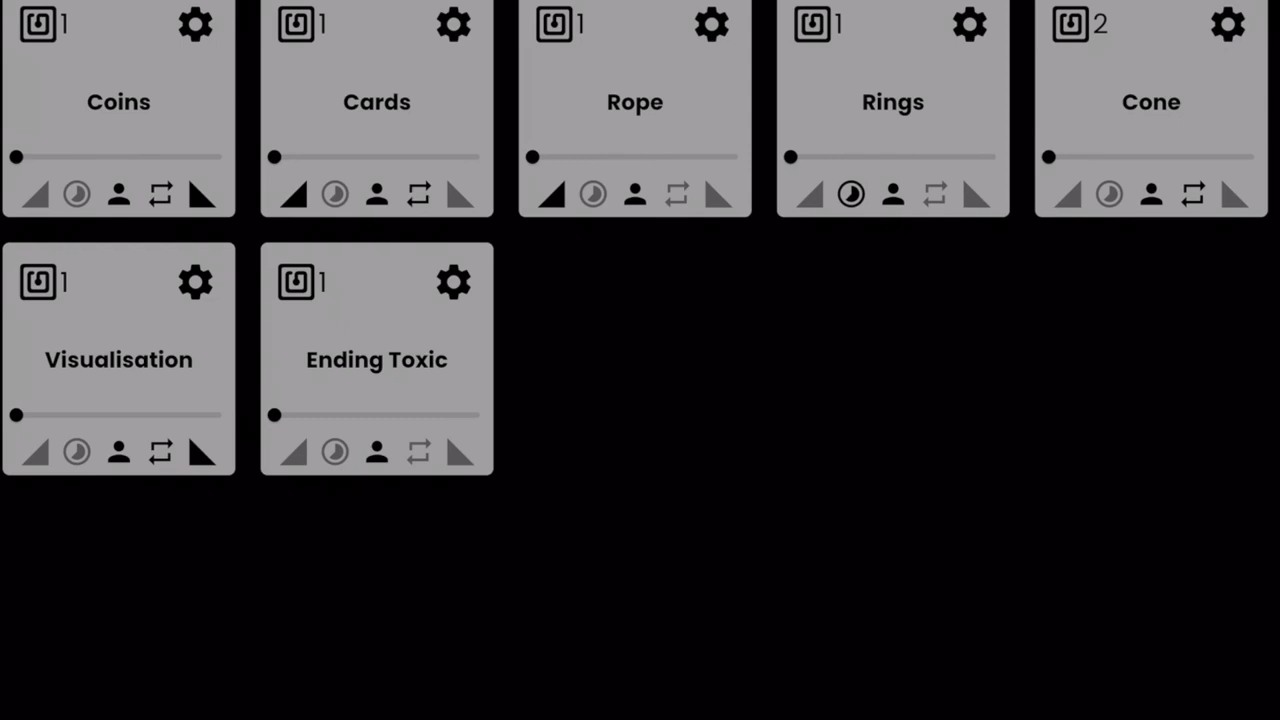 1
1
1
1
2
Coins
Cards
Rope
Rings
Cone
1
1
Visualisation
Ending Toxic